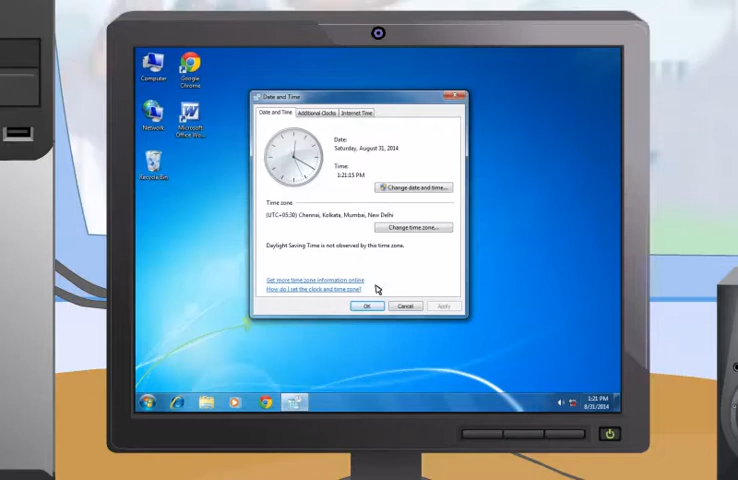 Computer
Google
Chrome
Network
Microsoft
Office Wo...
Recycle Bin
Date and Time
Date and Time
Additional Clocks
Internet Time
Date:
Saturday, August 31, 2014
Time:
1:21:15 PM
Change date and time...
Time zone
(UTC+05:30) Chennai, Kolkata, Mumbai, New Delhi
Change time zone...
Daylight Saving Time is not observed by this time zone.
Get more time zone information online
How do I set the clock and time zone?
OK
Cancel
Apply
1:21 PM
8/31/2014